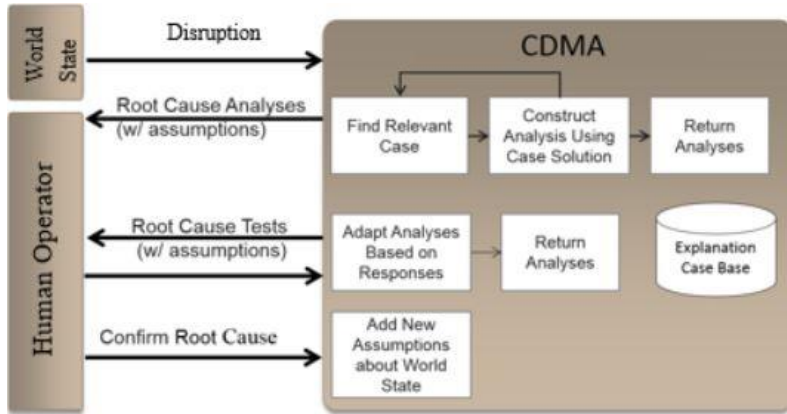 World
State
Disruption
CDMA
Root Cause Analyses
(w/ assumptions)
Find Relevant
Case
Construct
Analysis Using
Case Solution
Return
Analyses
Human Operator
Root Cause Tests
(w/ assumptions)
Adapt Analyses
Based on
Responses
Return
Analyses
Explanation
Case Base
Confirm Root Cause
Add New
Assumptions
about World
State